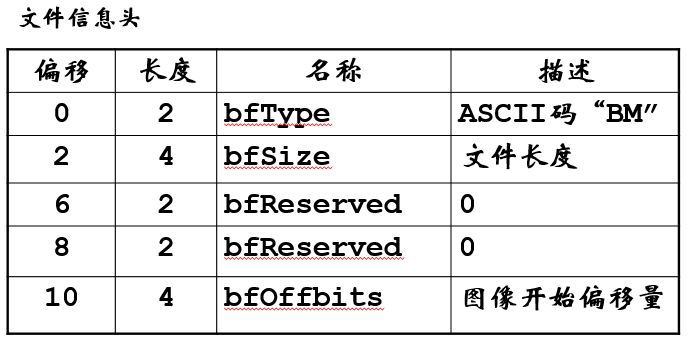 文件信息头
偏移 长度 名称 描述
0 2 bfType ASCII码“BM”
2 4 bfSize 文件长度
6 2 bfReserved 0
8 2 bfReserved 0
10 4 bfOffbits 图像开始偏移量